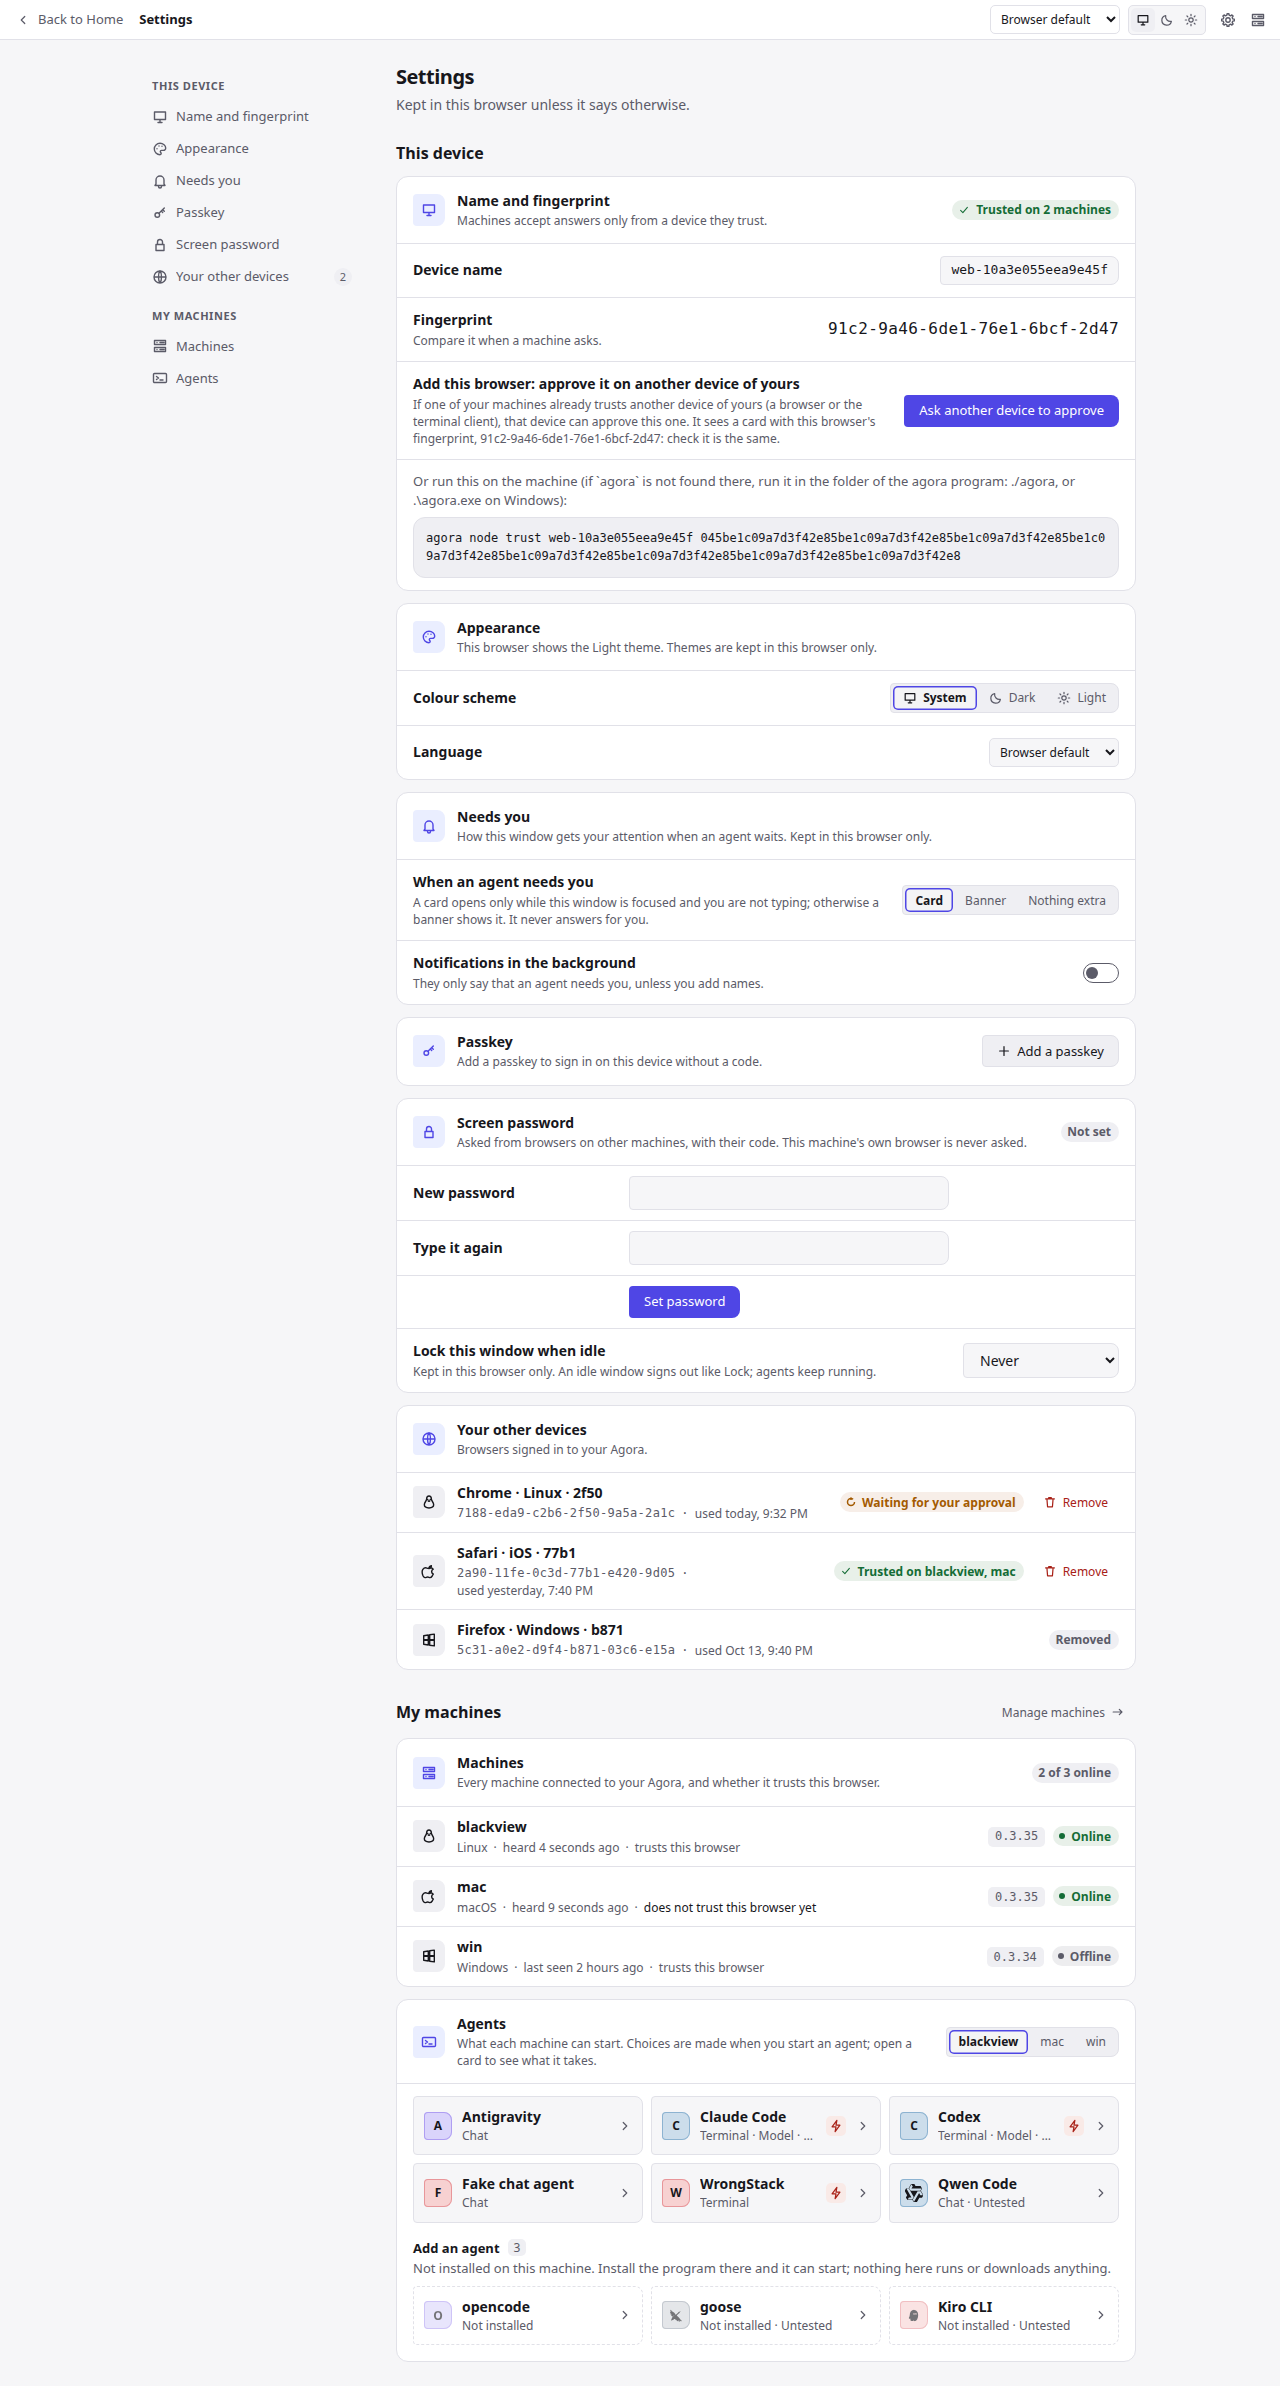 Back to Home
Settings
Browser default
THIS DEVICE
Name and fingerprint
Appearance
Needs you
Passkey
Screen password
Your other devices 2
MY MACHINES
Machines
Agents
Settings
Kept in this browser unless it says otherwise.
This device
Name and fingerprint
Machines accept answers only from a device they trust.
Trusted on 2 machines
Device name
web-10a3e055eea9e45f
Fingerprint
Compare it when a machine asks.
91c2-9a46-6de1-76e1-6bcf-2d47
Add this browser: approve it on another device of yours
If one of your machines already trusts another device of yours (a browser or the
terminal client), that device can approve this one. It sees a card with this browser's
fingerprint, 91c2-9a46-6de1-76e1-6bcf-2d47: check it is the same.
Ask another device to approve
Or run this on the machine (if `agora` is not found there, run it in the folder of the agora program: ./agora, or
.\agora.exe on Windows):
agora node trust web-10a3e055eea9e45f 045be1c09a7d3f42e85be1c09a7d3f42e85be1c09a7d3f42e85be1c0
9a7d3f42e85be1c09a7d3f42e85be1c09a7d3f42e85be1c09a7d3f42e85be1c09a7d3f42e8
Appearance
This browser shows the Light theme. Themes are kept in this browser only.
Colour scheme
System
Dark
Light
Language
Browser default
Needs you
How this window gets your attention when an agent waits. Kept in this browser only.
When an agent needs you
A card opens only while this window is focused and you are not typing; otherwise a
banner shows it. It never answers for you.
Card
Banner
Nothing extra
Notifications in the background
They only say that an agent needs you, unless you add names.
Passkey
Add a passkey to sign in on this device without a code.
Add a passkey
Screen password
Asked from browsers on other machines, with their code. This machine's own browser is never asked.
Not set
New password
Type it again
Set password
Lock this window when idle
Kept in this browser only. An idle window signs out like Lock; agents keep running.
Never
Your other devices
Browsers signed in to your Agora.
Chrome · Linux · 2f50
7188-eda9-c2b6-2f50-9a5a-2a1c · used today, 9:32 PM
Waiting for your approval
Remove
Safari · iOS · 77b1
2a90-11fe-0c3d-77b1-e420-9d05 ·
used yesterday, 7:40 PM
Trusted on blackview, mac
Remove
Firefox · Windows · b871
5c31-a0e2-d9f4-b871-03c6-e15a · used Oct 13, 9:40 PM
Removed
My machines
Manage machines
Machines
Every machine connected to your Agora, and whether it trusts this browser.
2 of 3 online
blackview
Linux · heard 4 seconds ago · trusts this browser
0.3.35
Online
mac
macOS · heard 9 seconds ago · does not trust this browser yet
0.3.35
Online
win
Windows · last seen 2 hours ago · trusts this browser
0.3.34
Offline
Agents
What each machine can start. Choices are made when you start an agent; open a
card to see what it takes.
blackview
mac
win
A
Antigravity
Chat
C
Claude Code
Terminal · Model · ...
C
Codex
Terminal · Model · ...
F
Fake chat agent
Chat
W
WrongStack
Terminal
Qwen Code
Chat · Untested
Add an agent 3
Not installed on this machine. Install the program there and it can start; nothing here runs or downloads anything.
O
opencode
Not installed
goose
Not installed · Untested
Kiro CLI
Not installed · Untested